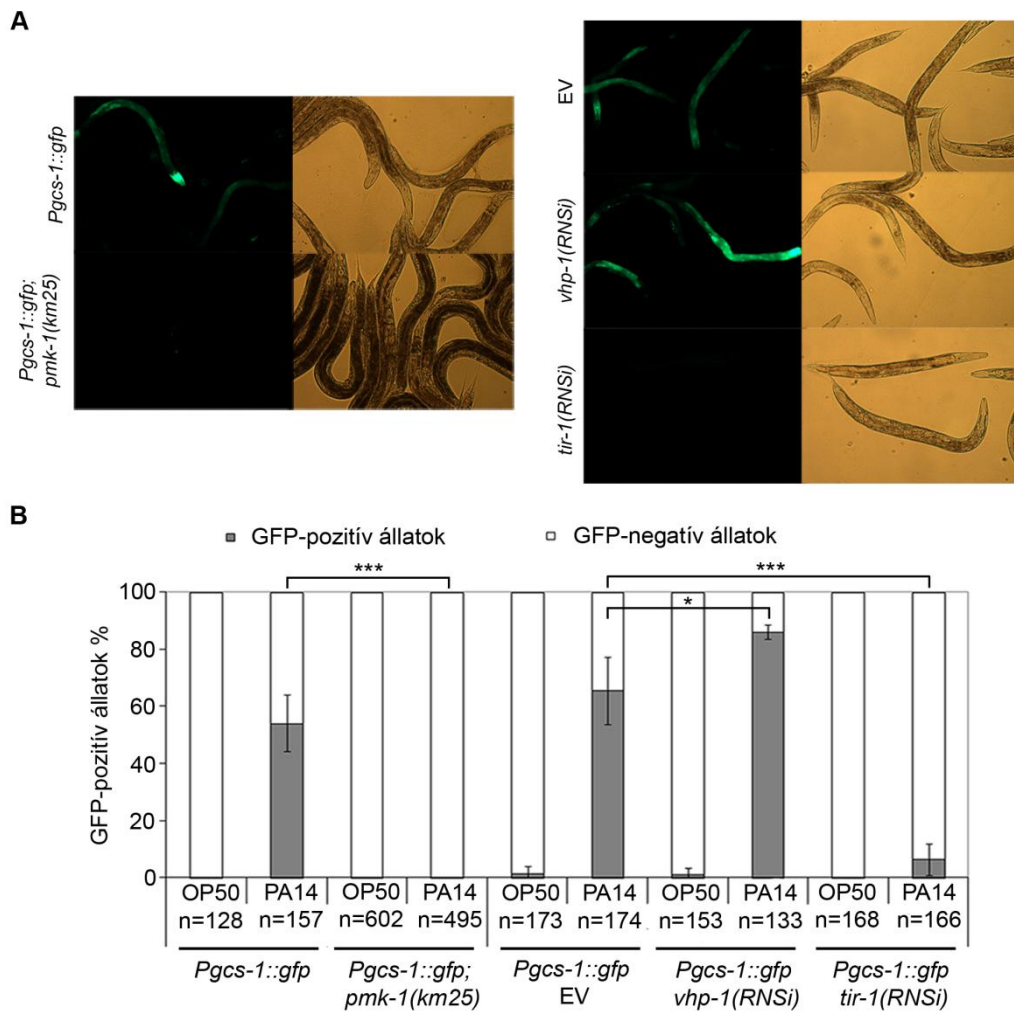 A
Pgcs-1::gfp
Pgcs-1::gfp;
pmk-1(km25)
EV
vhp-1(RNSi)
tir-1(RNSi)
B
GFP-pozitív állatok
GFP-negatív állatok
***
***
*
GFP-pozitív állatok %
100
80
60
40
20
0
OP50 PA14 OP50 PA14 OP50 PA14 OP50 PA14 OP50 PA14
n=128 n=157 n=602 n=495 n=173 n=174 n=153 n=133 n=168 n=166
Pgcs-1::gfp Pgcs-1::gfp; Pgcs-1::gfp Pgcs-1::gfp Pgcs-1::gfp
pmk-1(km25) EV vhp-1(RNSi) tir-1(RNSi)